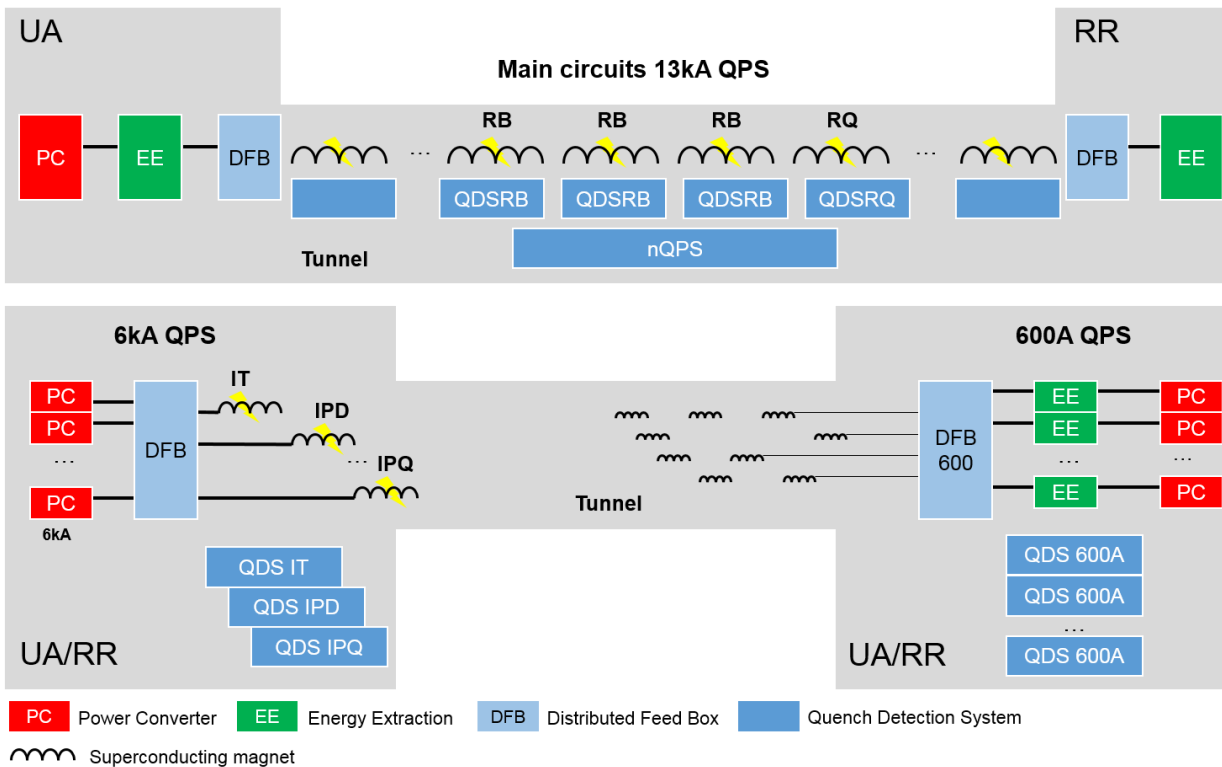 UA
RR
Main circuits 13kA QPS
RB
RB
RB
RQ
PC
EE
DFB
...
...
DFB
EE
QDSRB
QDSRB
QDSRB
QDSRQ
nQPS
Tunnel
6kA QPS
600A QPS
IT
PC
PC
...
PC
6kA
DFB
IPD
...
IPQ
Tunnel
DFB
600
EE
PC
EE
PC
...
...
EE
PC
QDS IT
QDS IPD
QDS IPQ
UA/RR
QDS 600A
QDS 600A
...
QDS 600A
UA/RR
PC Power Converter
EE Energy Extraction
DFB Distributed Feed Box
Quench Detection System
Superconducting magnet